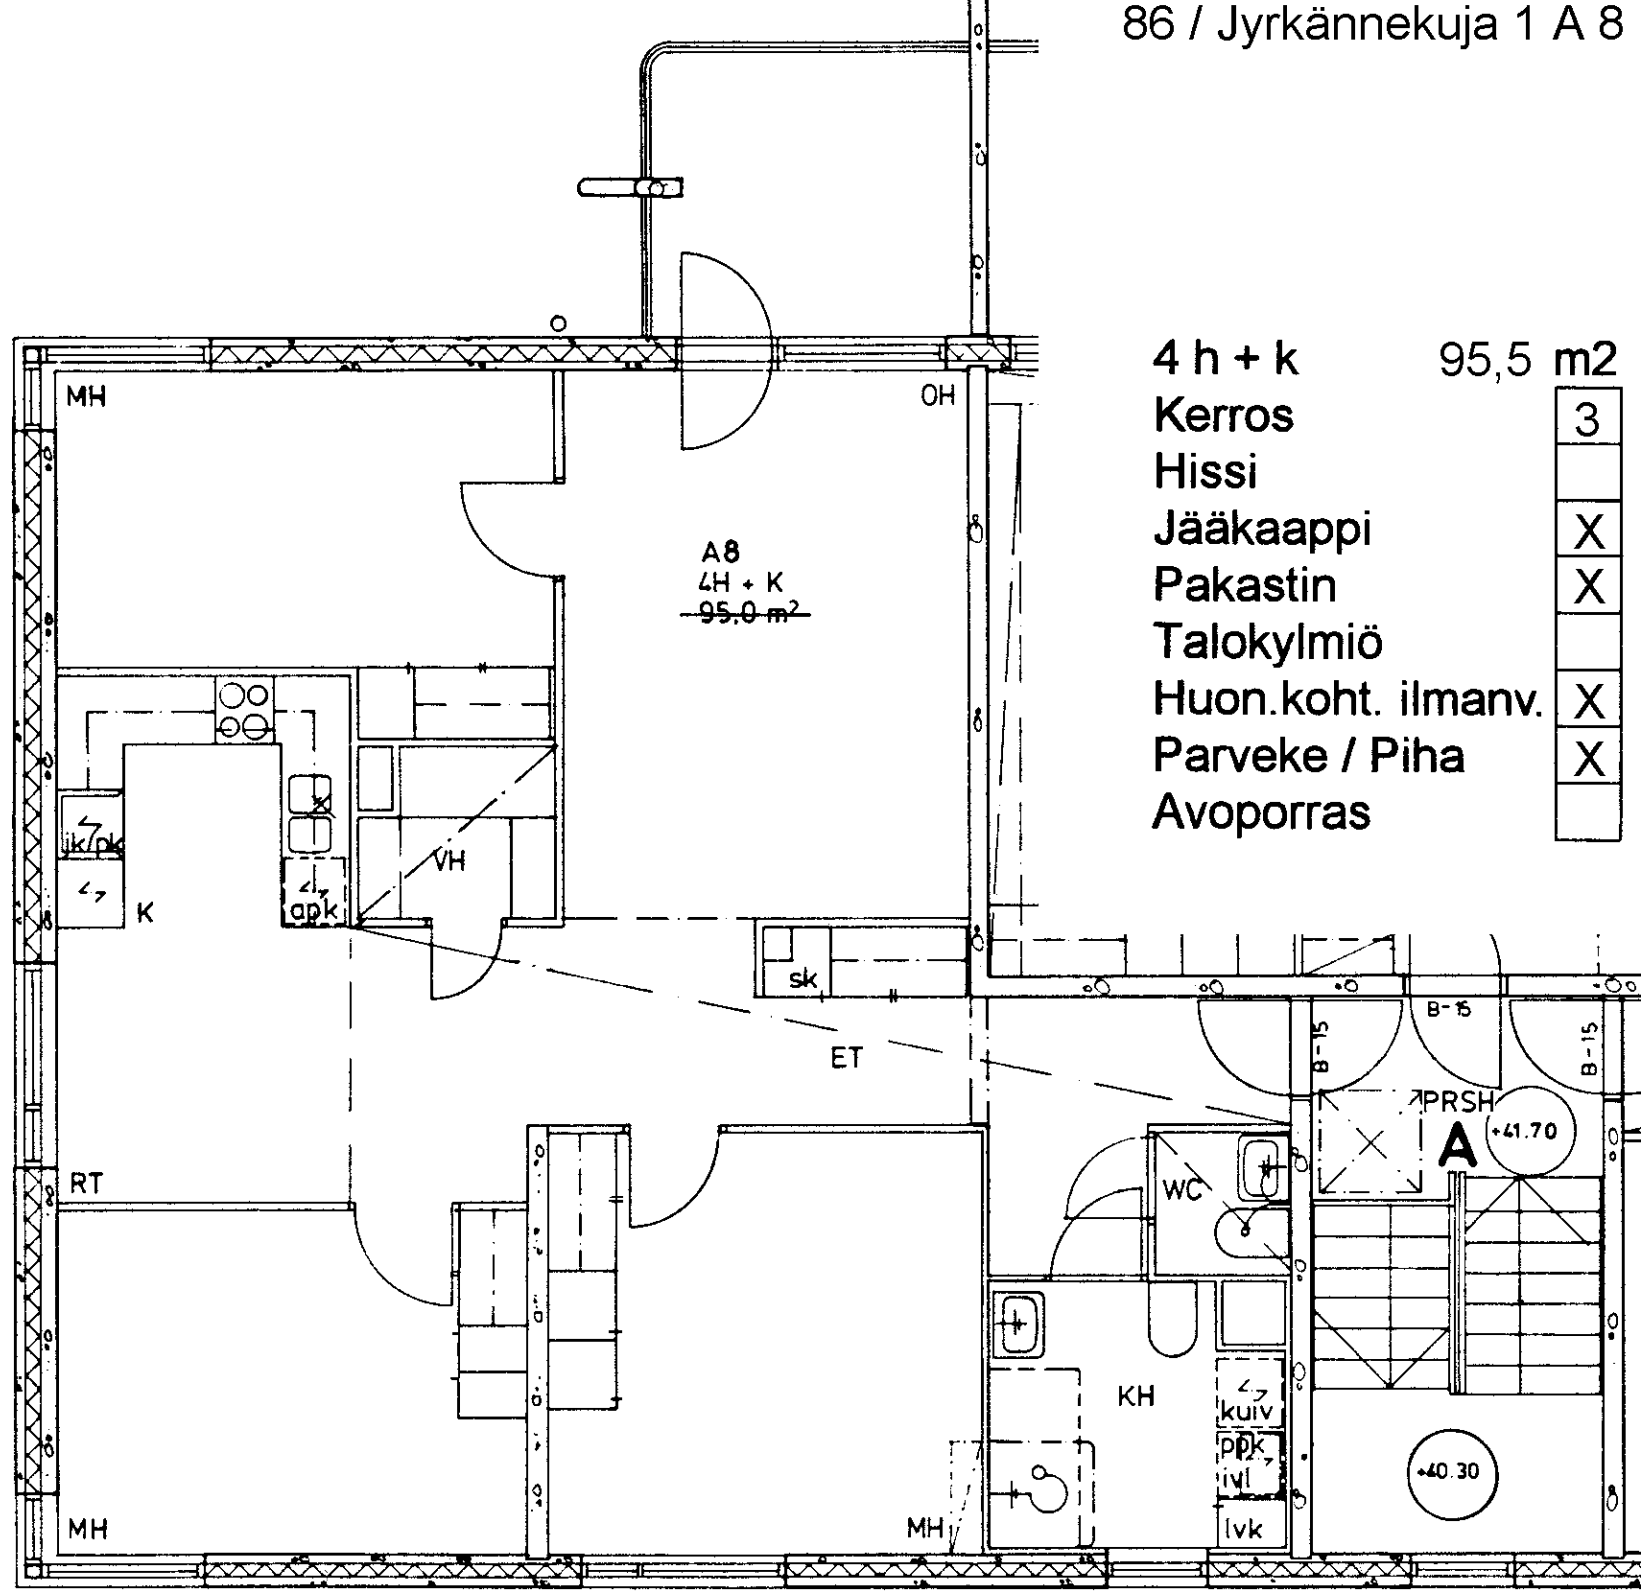 86 / Jyrkännekuja 1 A 8
4 h + k 95,5 m2
Kerros 3
Hissi
Jääkaappi X
Pakastin X
Talokylmiö
Huon.koht. ilmanv. X
Parveke / Piha X
Avoporras
MH
OH
A8
4H + K
95.0 m²
jk/pk
K
apk
VH
sk
ET
B-15
B-15
B-15
PRSH
A
+41.70
RT
WC
KH
kuiv
ppk
ivl
lvk
+40.30
MH
MH